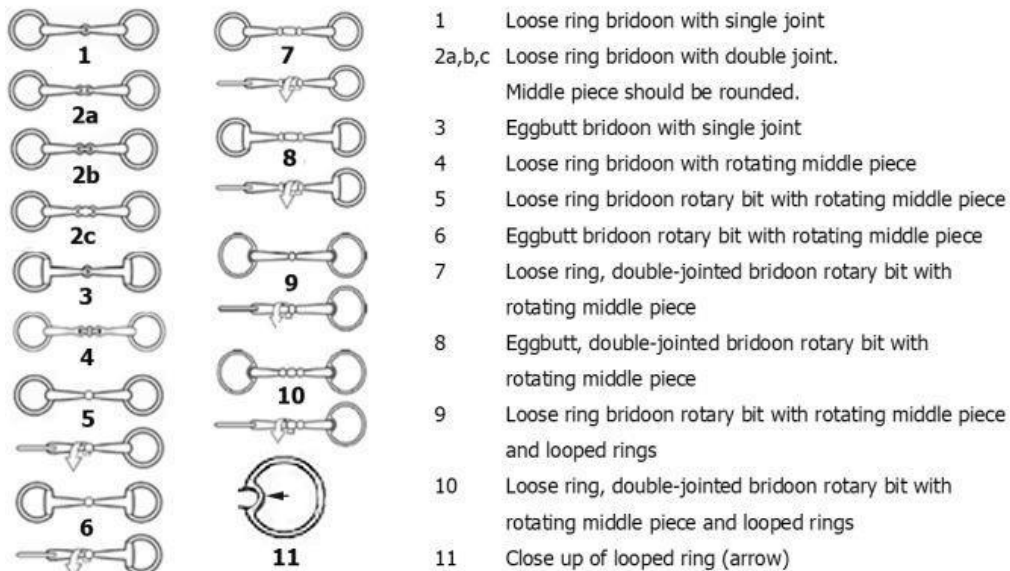 1
2a
2b
2c
3
4
5
6
7
8
9
10
11
1 Loose ring bridoon with single joint
2a,b,c Loose ring bridoon with double joint.
Middle piece should be rounded.
3 Eggbutt bridoon with single joint
4 Loose ring bridoon with rotating middle piece
5 Loose ring bridoon rotary bit with rotating middle piece
6 Eggbutt bridoon rotary bit with rotating middle piece
7 Loose ring, double-jointed bridoon rotary bit with
rotating middle piece
8 Eggbutt, double-jointed bridoon rotary bit with
rotating middle piece
9 Loose ring bridoon rotary bit with rotating middle piece
and looped rings
10 Loose ring, double-jointed bridoon rotary bit with
rotating middle piece and looped rings
11 Close up of looped ring (arrow)